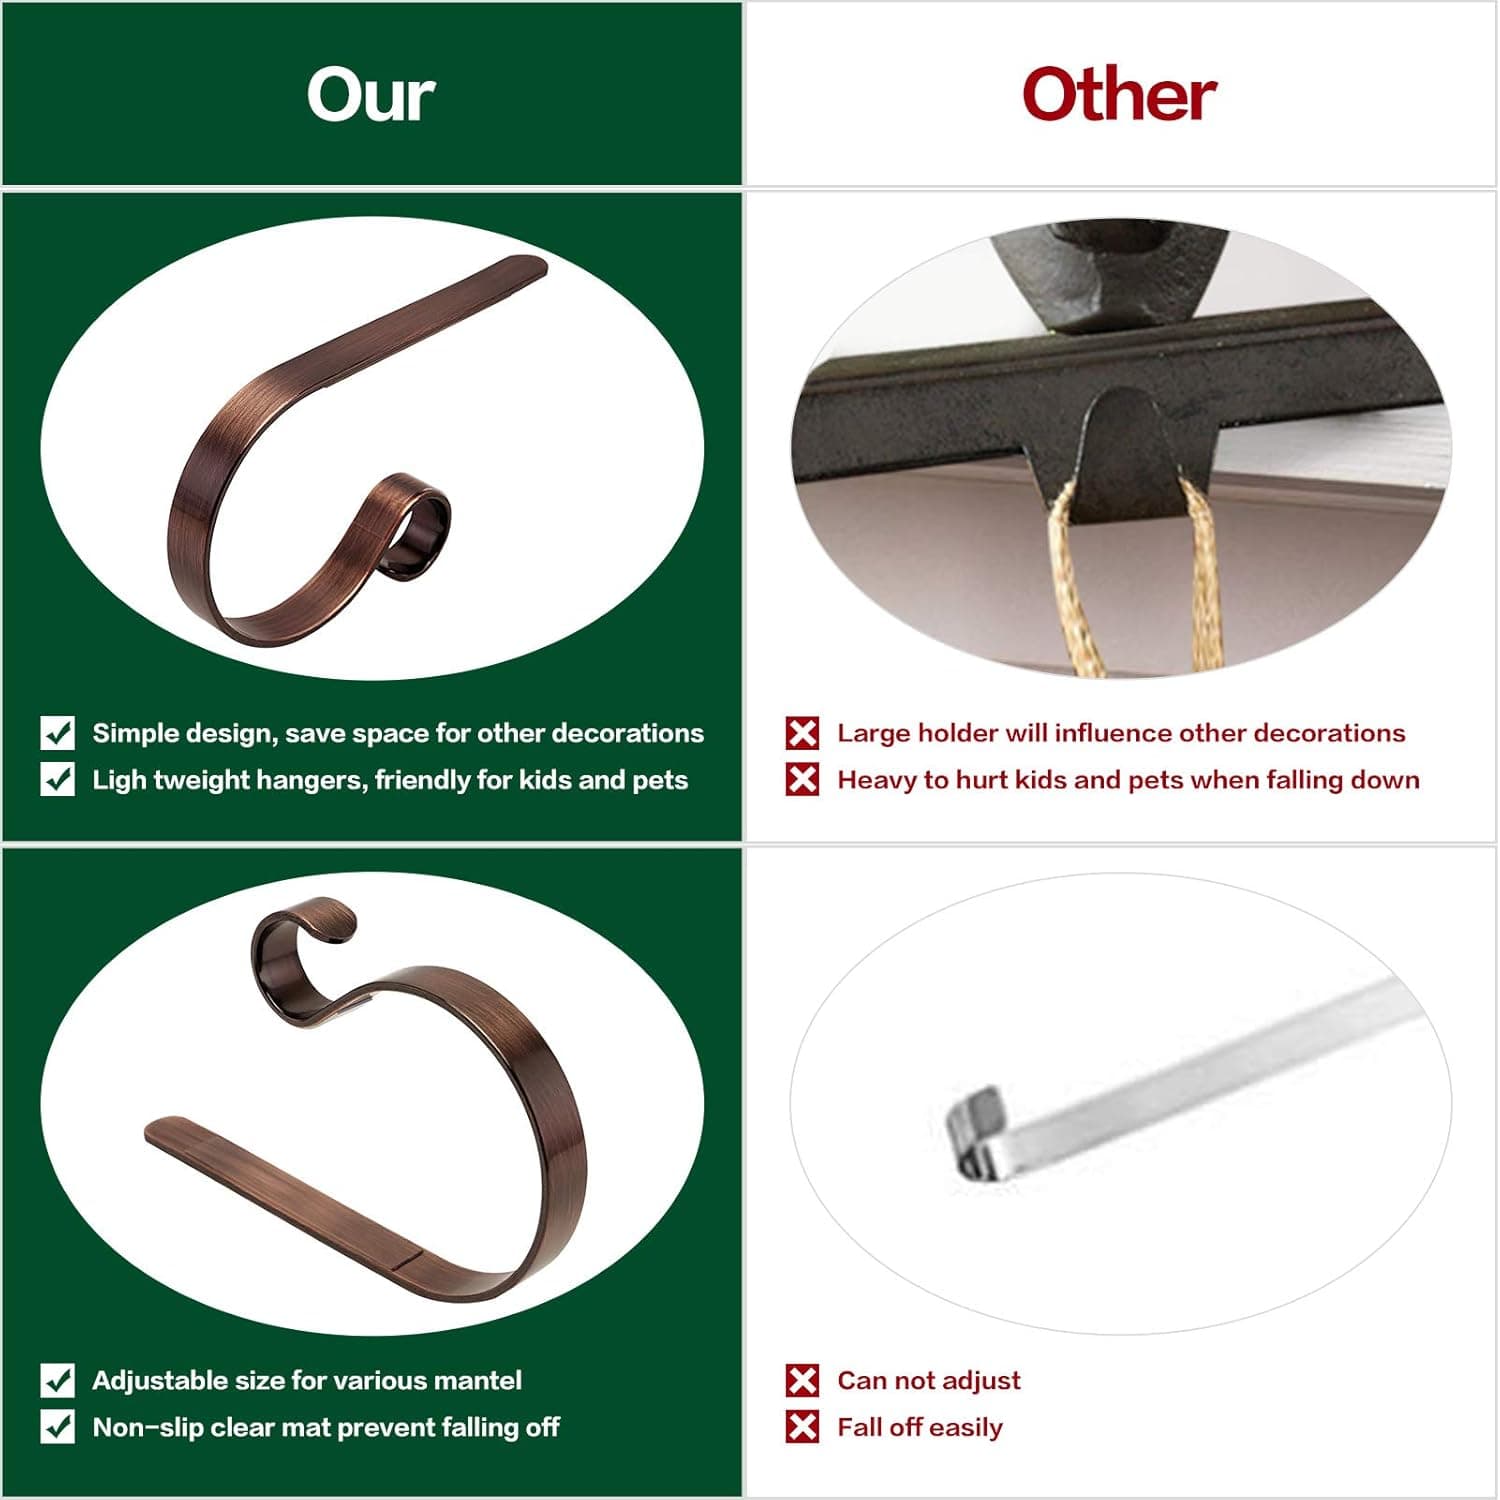 Our
Other
Simple design, save space for other decorations
Ligh tweight hangers, friendly for kids and pets
Large holder will influence other decorations
Heavy to hurt kids and pets when falling down
Adjustable size for various mantel
Non-slip clear mat prevent falling off
Can not adjust
Fall off easily